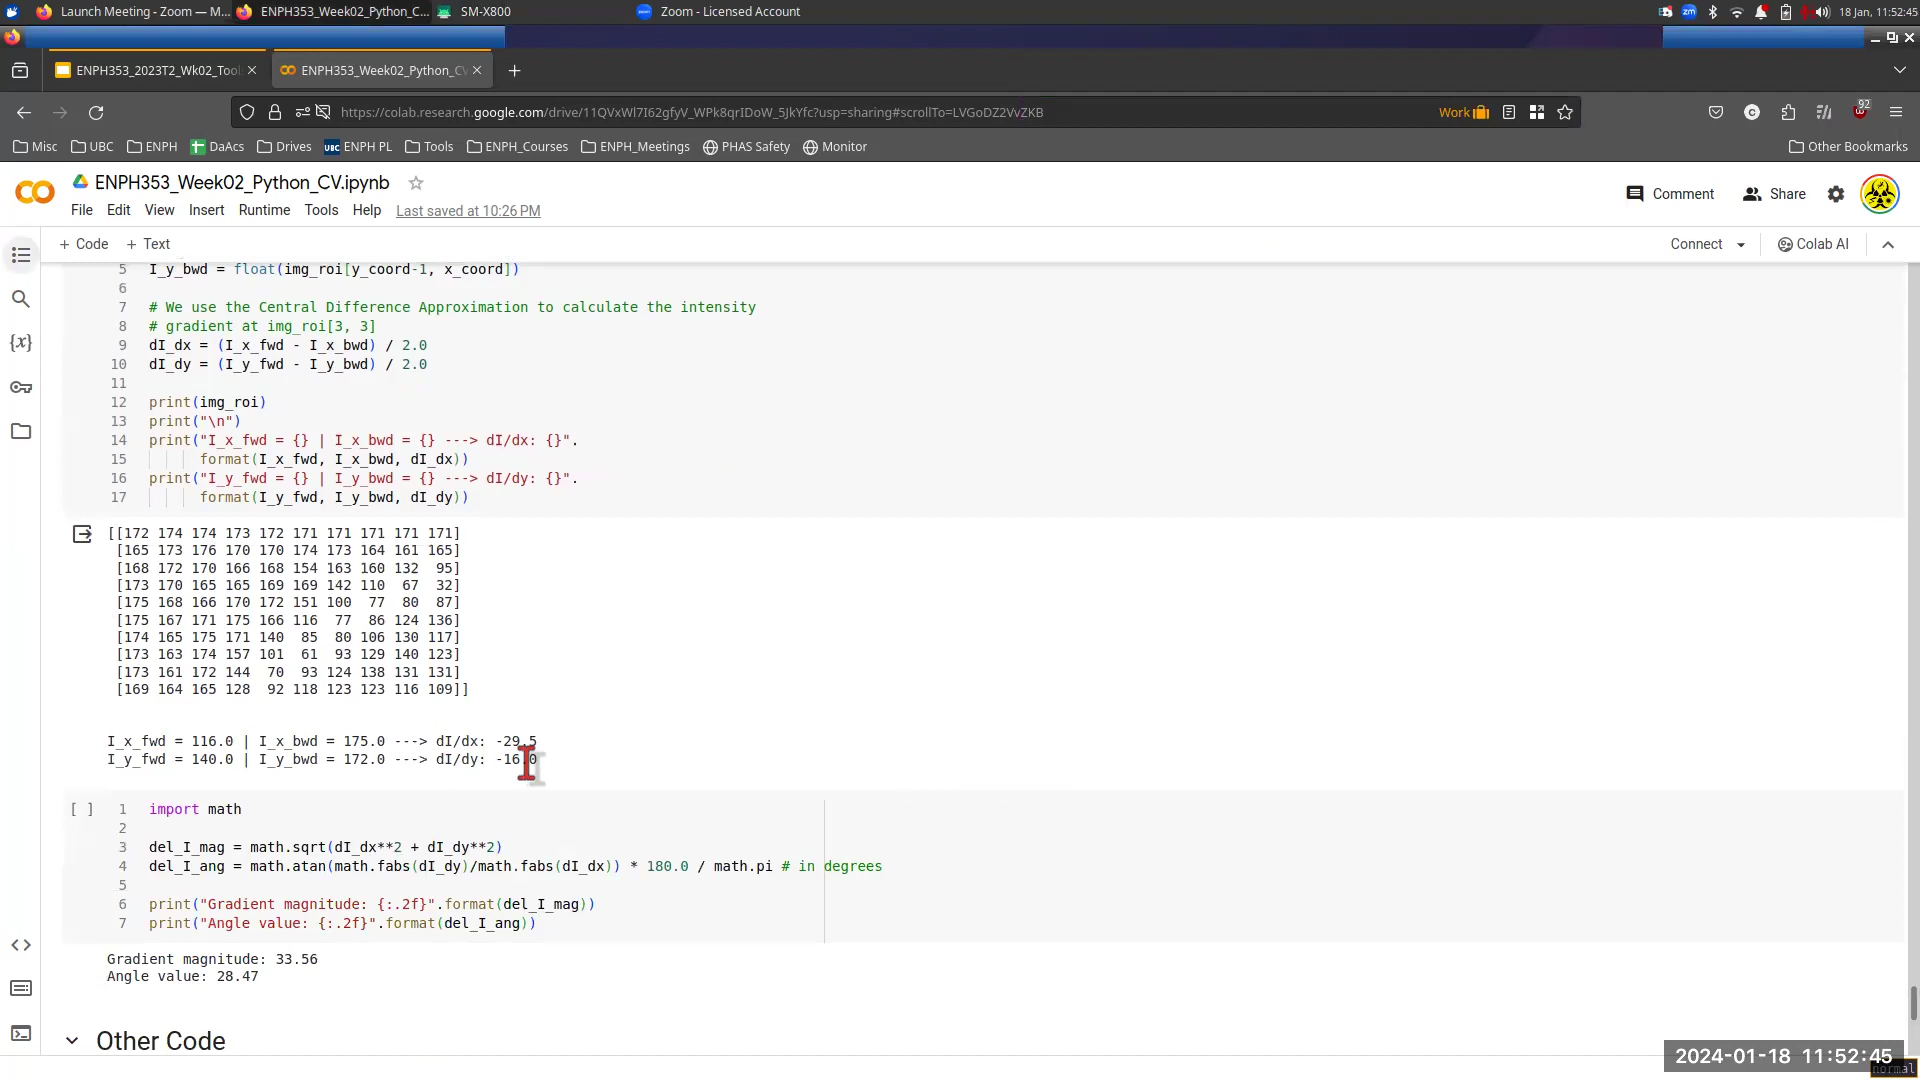 Launch Meeting - Zoom — M... ENPH353_Week02_Python_C... SM-X800 Zoom - Licensed Account 18 Jan, 11:52:45
ENPH353_2023T2_Wk02_Tool ENPH353_Week02_Python_CV
https://colab.research.google.com/drive/11QVxWl7I62gfyV_WPk8qrIDoW_5JkYfc?usp=sharing#scrollTo=LVGoDZ2VvZKB Work 92
Misc UBC ENPH DaAcs Drives UBC ENPH PL Tools ENPH_Courses ENPH_Meetings PHAS Safety Monitor Other Bookmarks
ENPH353_Week02_Python_CV.ipynb
Comment Share
File Edit View Insert Runtime Tools Help Last saved at 10:26 PM
+ Code + Text Connect Colab AI
5 I_y_bwd = float(img_roi[y_coord-1, x_coord])
6
7 # We use the Central Difference Approximation to calculate the intensity
8 # gradient at img_roi[3, 3]
9 dI_dx = (I_x_fwd - I_x_bwd) / 2.0
10 dI_dy = (I_y_fwd - I_y_bwd) / 2.0
11
12 print(img_roi)
13 print("\n")
14 print("I_x_fwd = {} | I_x_bwd = {} ---> dI/dx: {}".
15 format(I_x_fwd, I_x_bwd, dI_dx))
16 print("I_y_fwd = {} | I_y_bwd = {} ---> dI/dy: {}".
17 format(I_y_fwd, I_y_bwd, dI_dy))
[[172 174 174 173 172 171 171 171 171 171]
[165 173 176 170 170 174 173 164 161 165]
[168 172 170 166 168 154 163 160 132 95]
[173 170 165 165 169 169 142 110 67 32]
[175 168 166 170 172 151 100 77 80 87]
[175 167 171 175 166 116 77 86 124 136]
[174 165 175 171 140 85 80 106 130 117]
[173 163 174 157 101 61 93 129 140 123]
[173 161 172 144 70 93 124 138 131 131]
[169 164 165 128 92 118 123 123 116 109]]
I_x_fwd = 116.0 | I_x_bwd = 175.0 ---> dI/dx: -29.5
I_y_fwd = 140.0 | I_y_bwd = 172.0 ---> dI/dy: -16.0
[ ] 1 import math
2
3 del_I_mag = math.sqrt(dI_dx**2 + dI_dy**2)
4 del_I_ang = math.atan(math.fabs(dI_dy)/math.fabs(dI_dx)) * 180.0 / math.pi # in degrees
5
6 print("Gradient magnitude: {:.2f}".format(del_I_mag))
7 print("Angle value: {:.2f}".format(del_I_ang))
Gradient magnitude: 33.56
Angle value: 28.47
Other Code
2024-01-18 11:52:45
normal